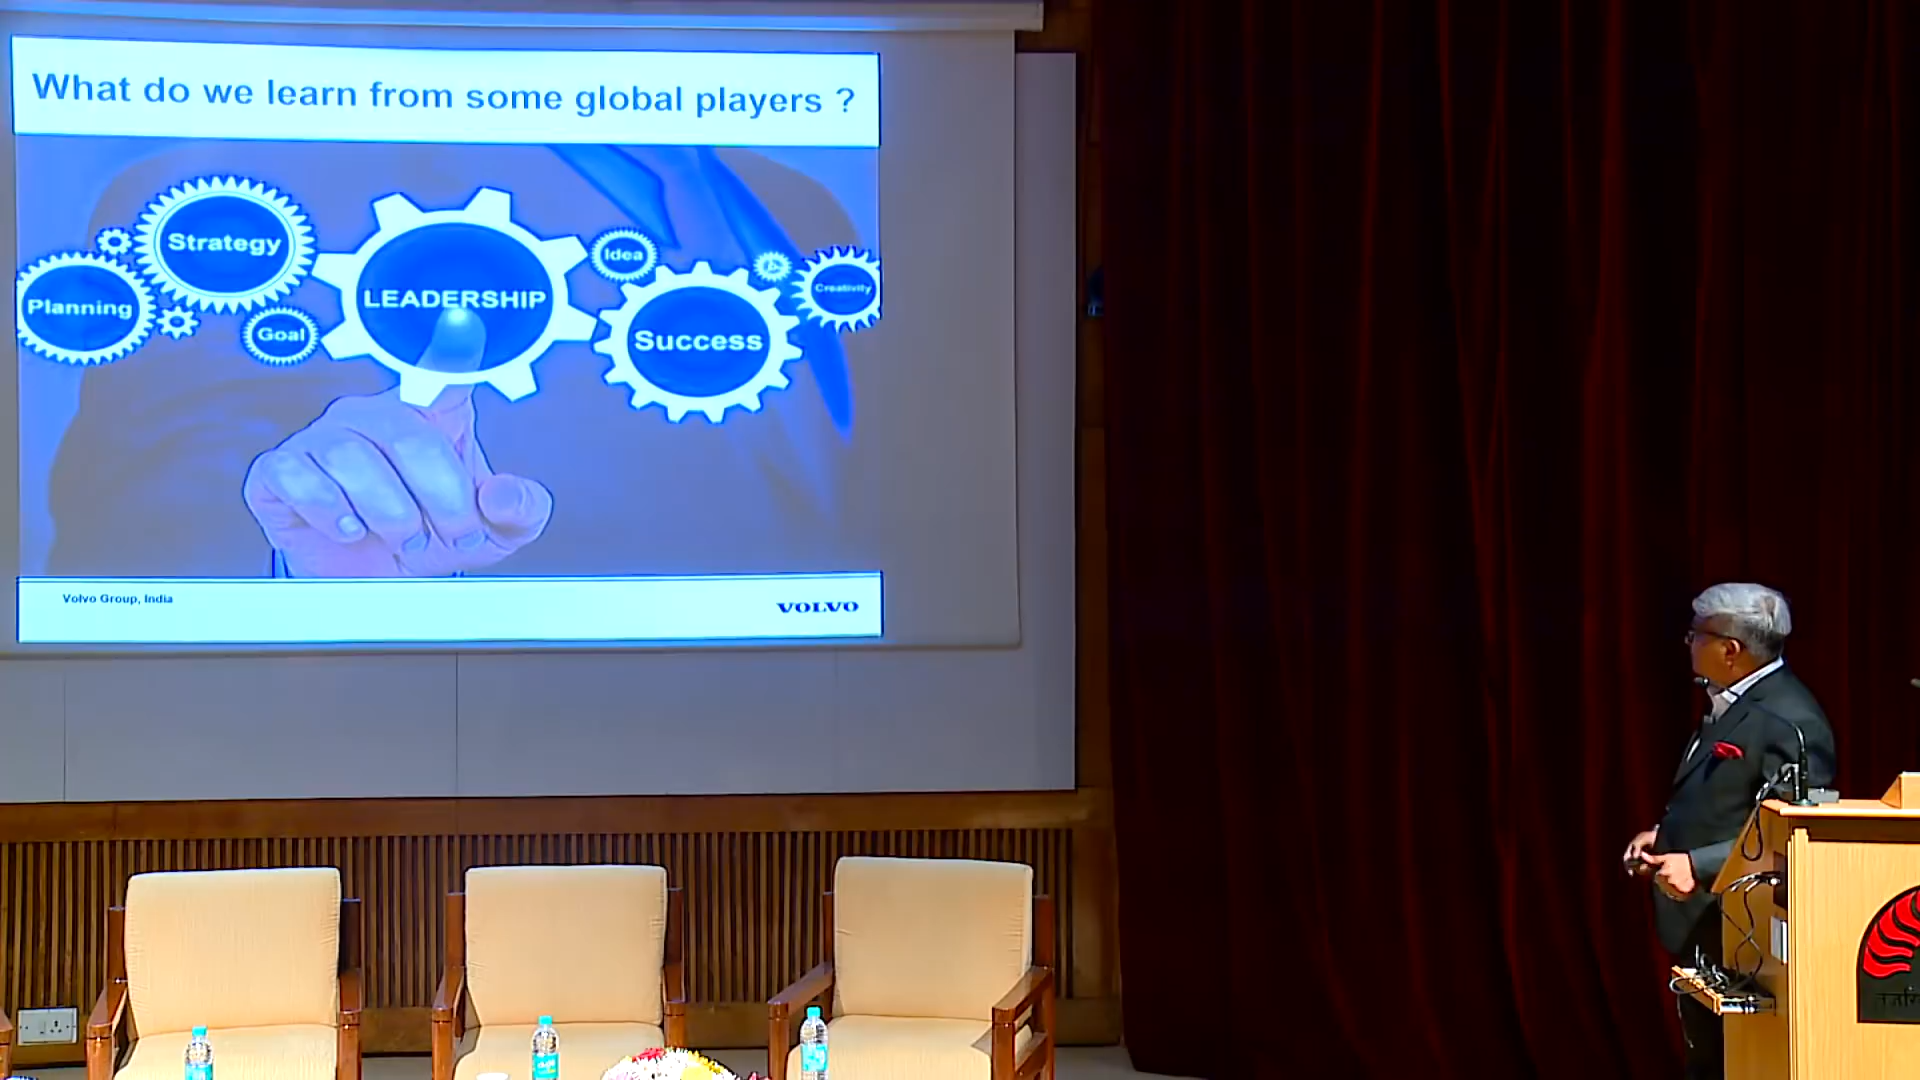 What do we learn from some global players ?
Strategy
Planning
Goal
LEADERSHIP
Idea
Success
Creativity
Volvo Group, India
VOLVO